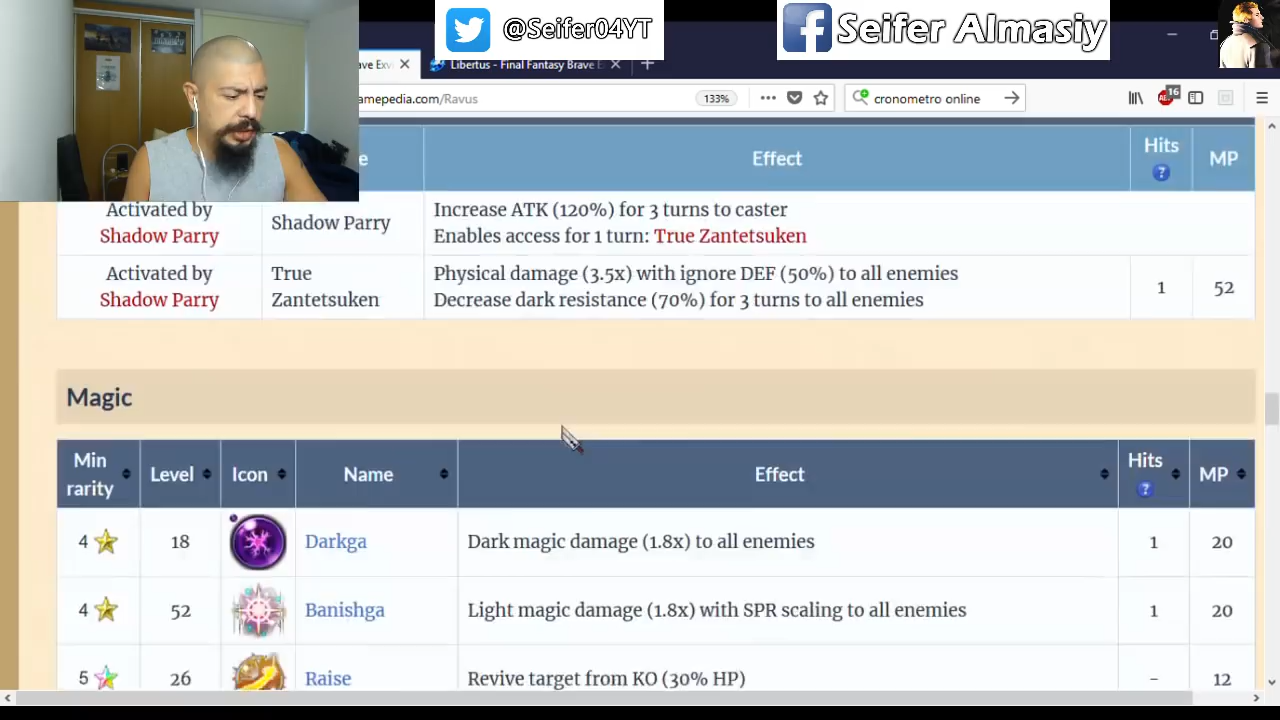 @Seifer04YT
Seifer Almasiy
Libertus - Final Fantasy Brave E
amepedia.com/Ravus
133%
cronometro online
16
Effect
Hits
?
MP
Activated by
Shadow Parry
Shadow Parry
Increase ATK (120%) for 3 turns to caster
Enables access for 1 turn: True Zantetsuken
Activated by
Shadow Parry
True
Zantetsuken
Physical damage (3.5x) with ignore DEF (50%) to all enemies
Decrease dark resistance (70%) for 3 turns to all enemies
1
52
Magic
Min
rarity
Level
Icon
Name
Effect
Hits
?
MP
4
18
Darkga
Dark magic damage (1.8x) to all enemies
1
20
4
52
Banishga
Light magic damage (1.8x) with SPR scaling to all enemies
1
20
5
26
Raise
Revive target from KO (30% HP)
-
12